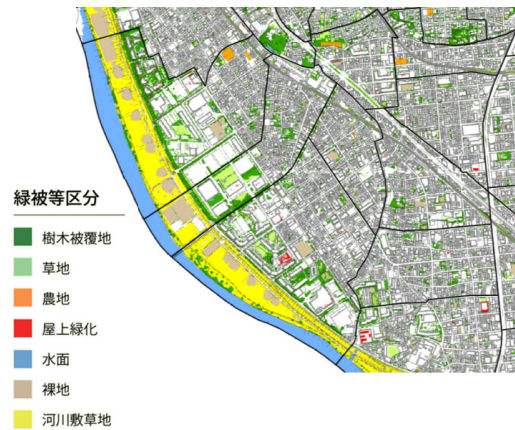 緑被等区分
樹木被覆地
草地
農地
屋上緑化
水面
裸地
河川敷草地